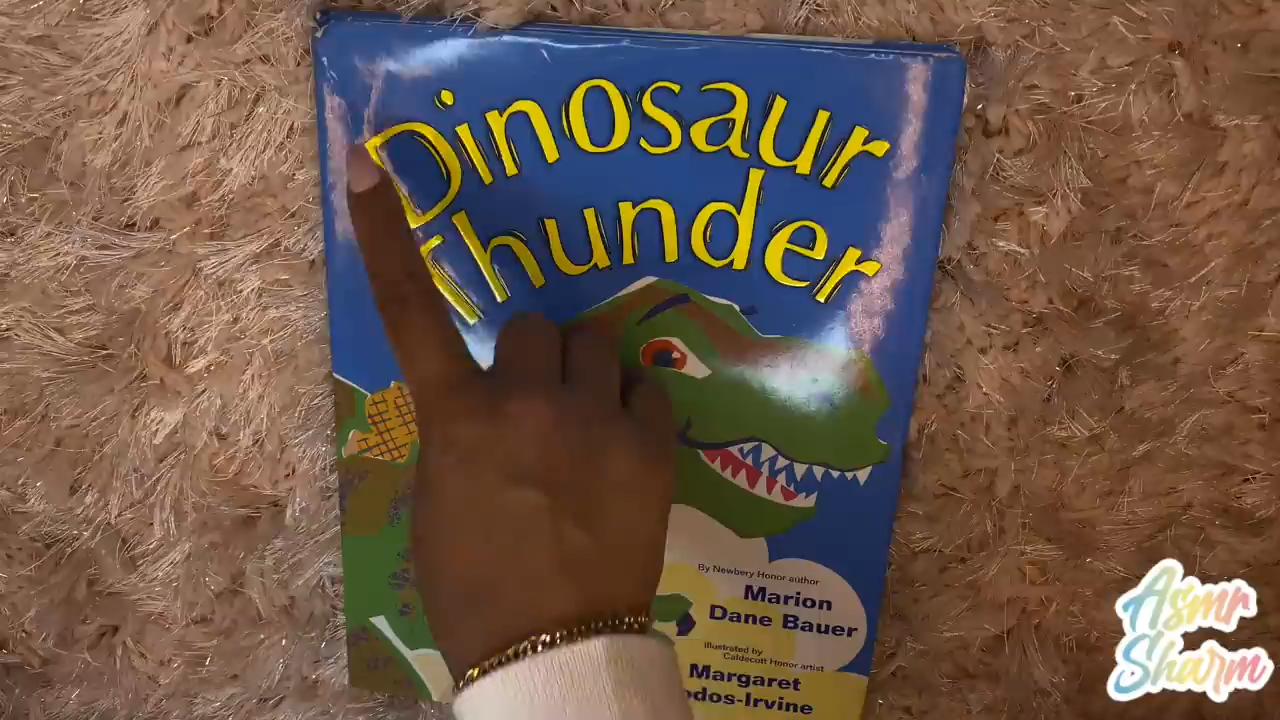 Dinosaur
Thunder
By Newbery Honor author
Marion
Dane Bauer
Illustrated by
Caldecott Honor artist
Margaret
odos-Irvine
Asmr
Sharm